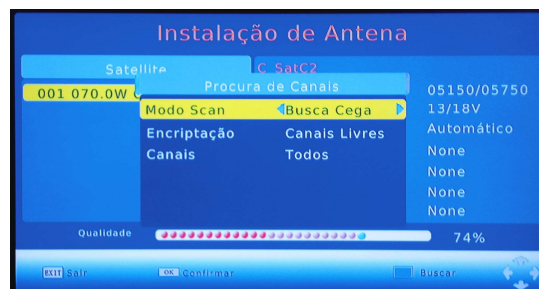 Instalação de Antena
Satellite
C SatC2
001 070.0W C
Procura de Canais
05150/05750
Modo Scan Busca Cega
13/18V
Encriptação Canais Livres
Automático
Canais Todos
None
None
None
None
Qualidade 74%
EXIT Sair OK Confirmar Buscar